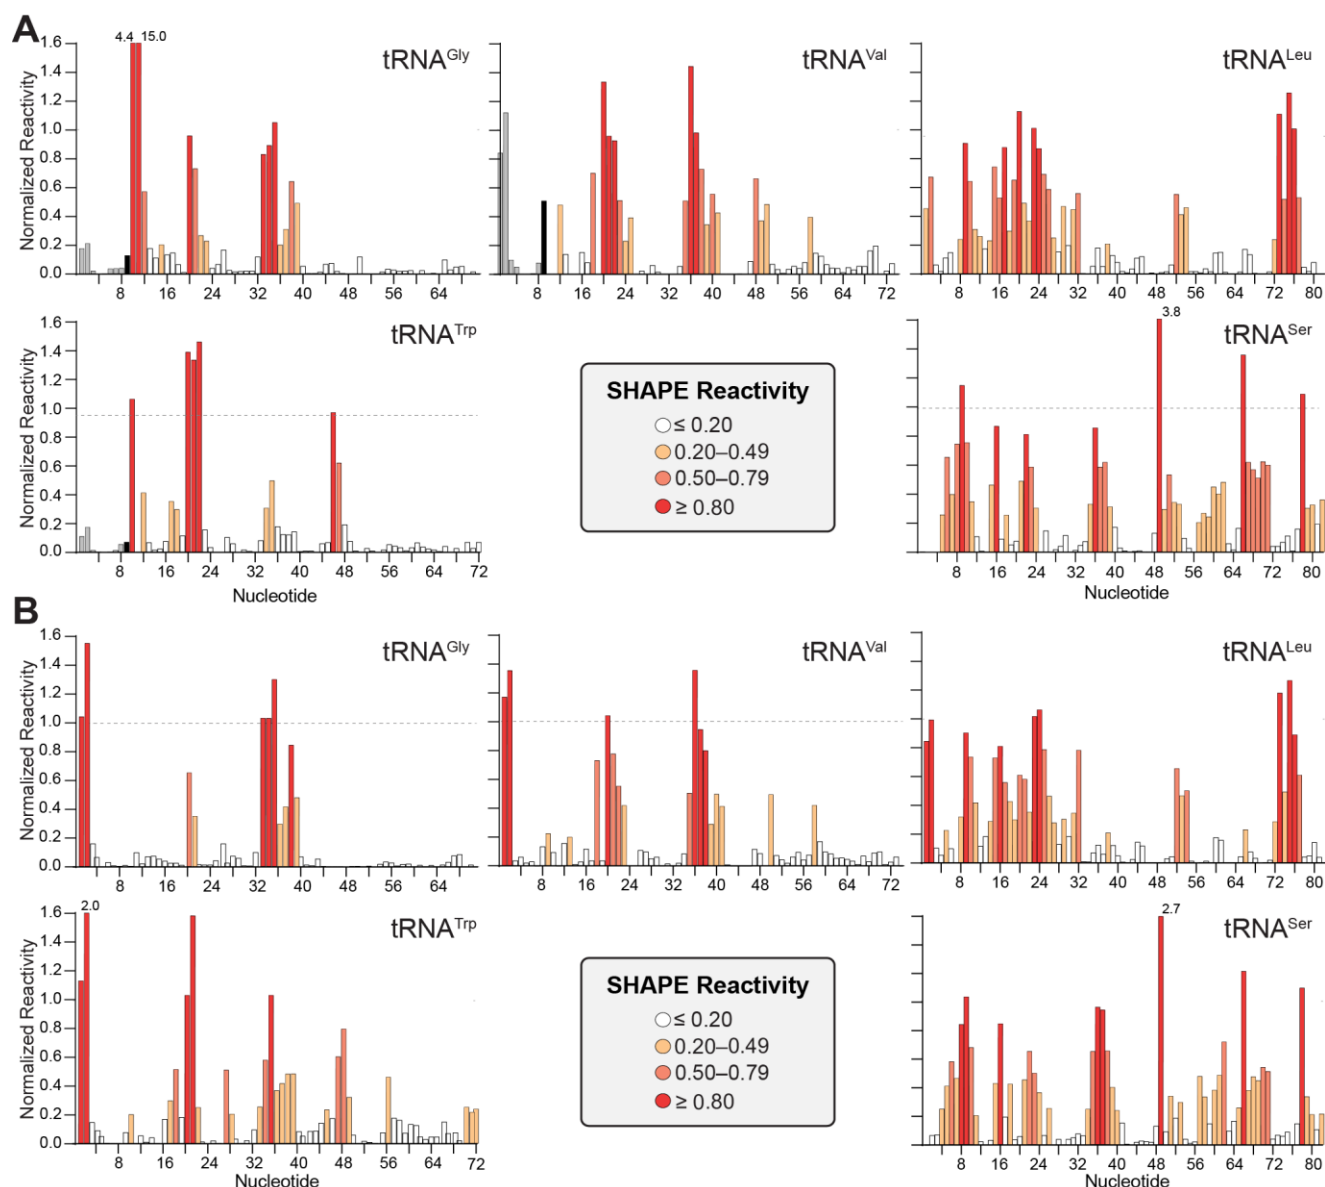 A
4.4 15.0
tRNAGly
tRNAVal
tRNALeu
Normalized Reactivity
1.6
1.4
1.2
1.0
0.8
0.6
0.4
0.2
0.0
8 16 24 32 40 48 56 64
8 16 24 32 40 48 56 64 72
8 16 24 32 40 48 56 64 72 80
tRNATrp
3.8
tRNASer
Normalized Reactivity
1.6
1.4
1.2
1.0
0.8
0.6
0.4
0.2
0.0
8 16 24 32 40 48 56 64 72
Nucleotide
SHAPE Reactivity
≤ 0.20
0.20–0.49
0.50–0.79
≥ 0.80
8 16 24 32 40 48 56 64 72 80
Nucleotide
B
tRNAGly
tRNAVal
tRNALeu
Normalized Reactivity
1.6
1.4
1.2
1.0
0.8
0.6
0.4
0.2
0.0
8 16 24 32 40 48 56 64
8 16 24 32 40 48 56 64 72
8 16 24 32 40 48 56 64 72 80
2.0
tRNATrp
2.7
tRNASer
Normalized Reactivity
1.6
1.4
1.2
1.0
0.8
0.6
0.4
0.2
0.0
8 16 24 32 40 48 56 64 72
Nucleotide
SHAPE Reactivity
≤ 0.20
0.20–0.49
0.50–0.79
≥ 0.80
8 16 24 32 40 48 56 64 72 80
Nucleotide